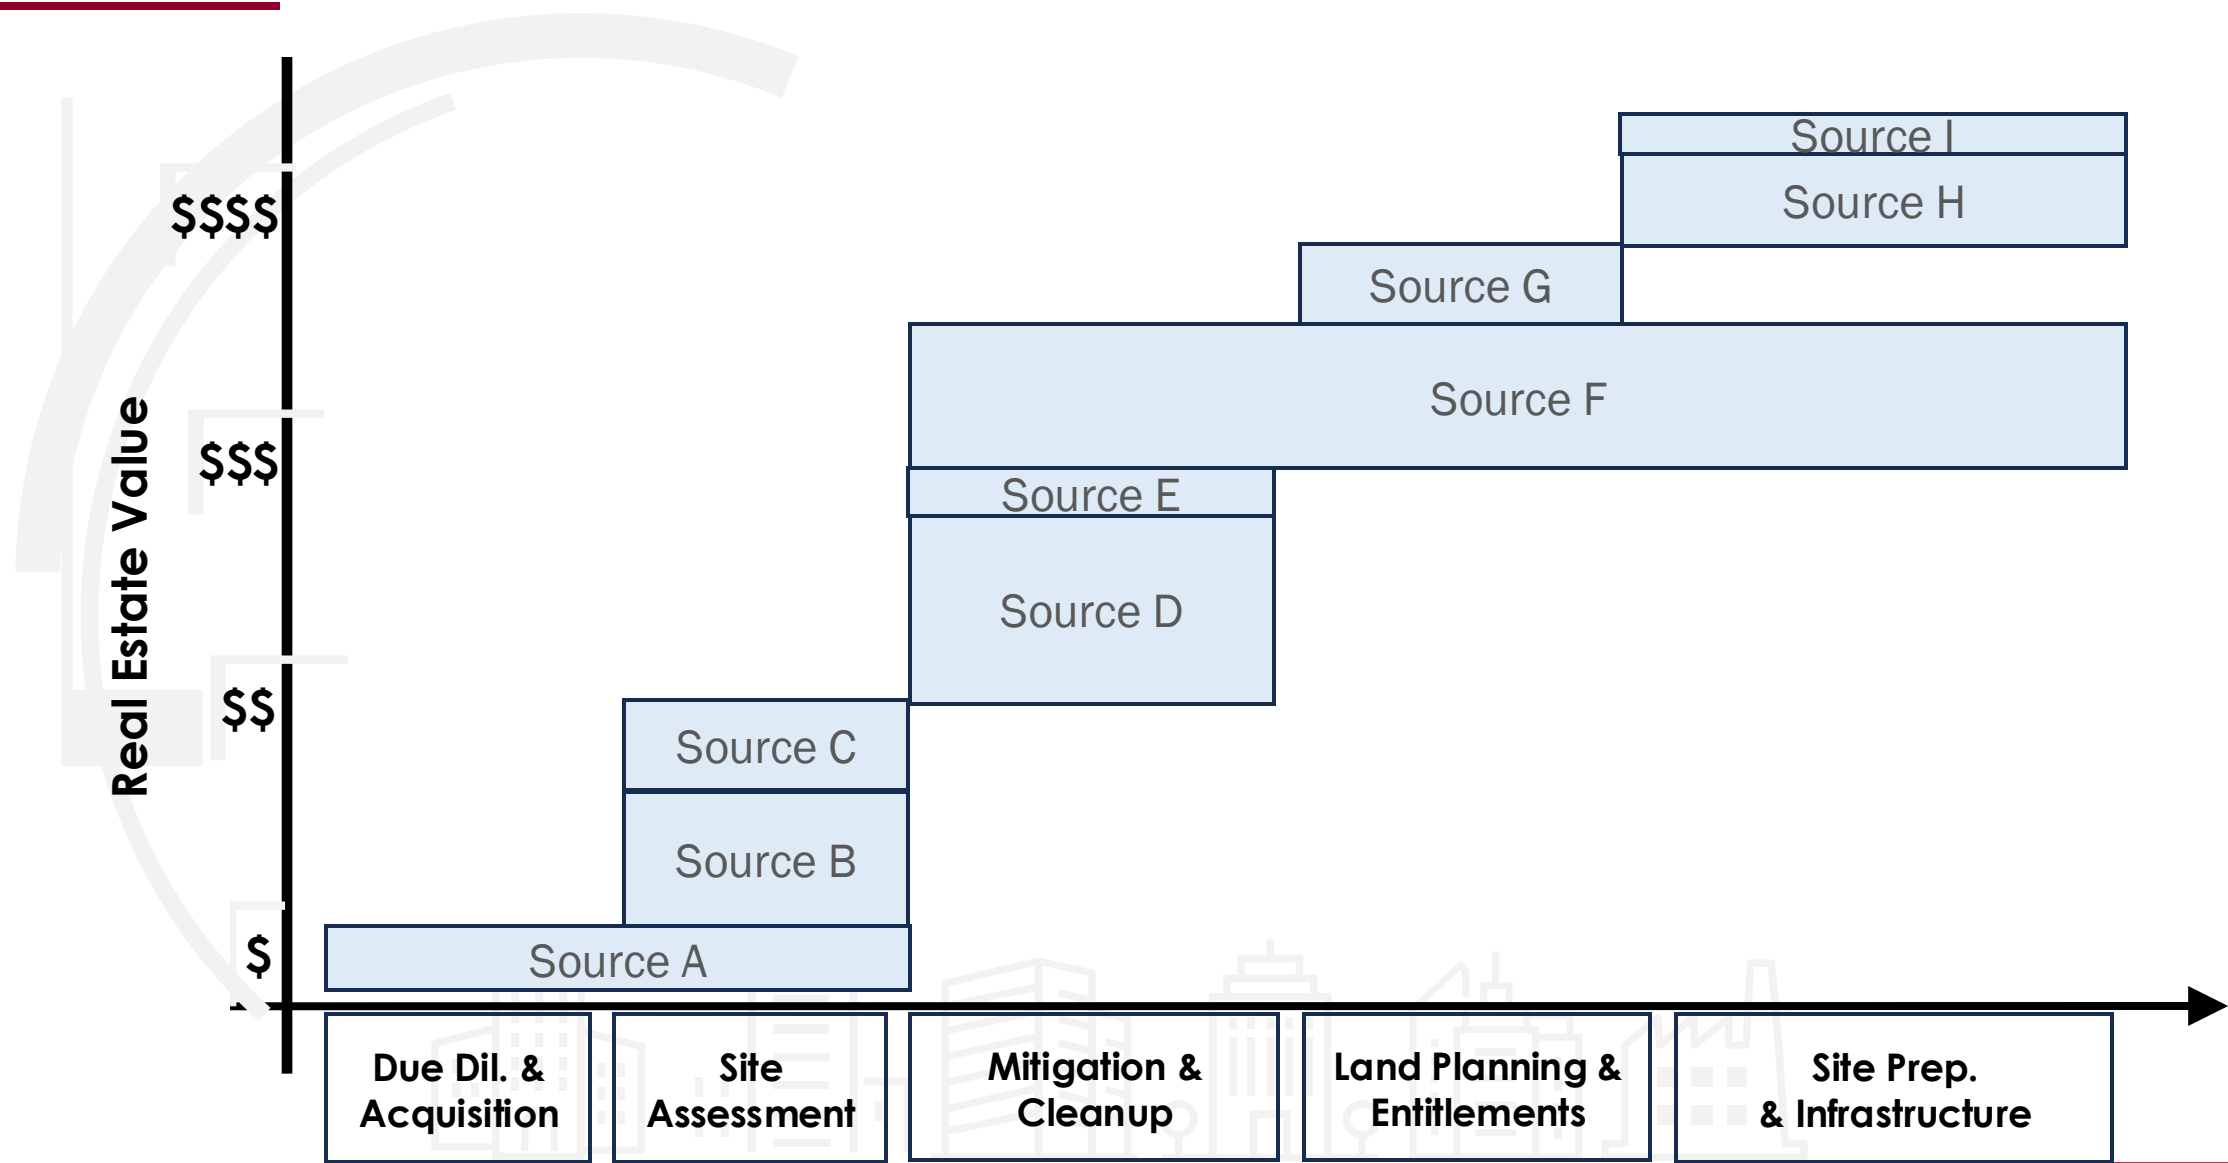 Real Estate Value
$$$$
$$$
$$
$
Source I
Source H
Source G
Source F
Source E
Source D
Source C
Source B
Source A
Due Dil. &
Acquisition
Site
Assessment
Mitigation &
Cleanup
Land Planning &
Entitlements
Site Prep.
& Infrastructure